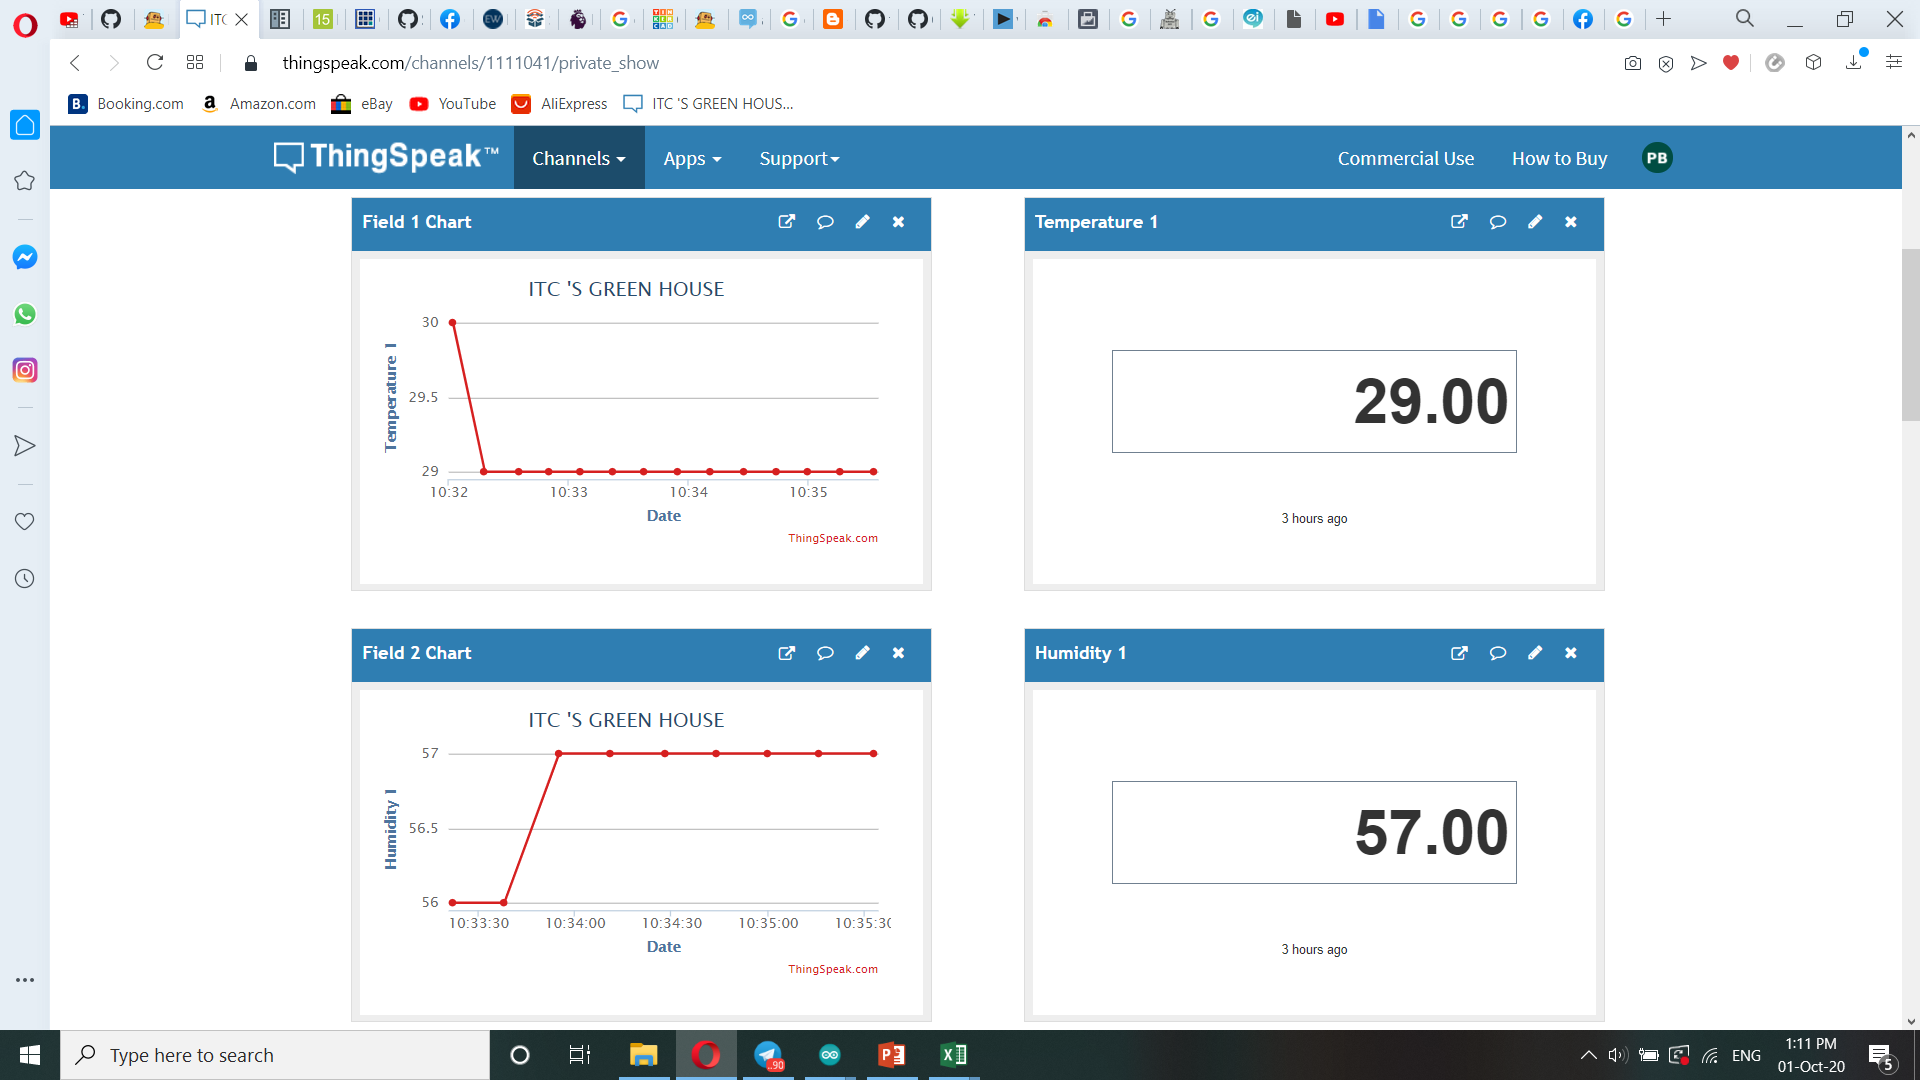 15
EW
ei
thingspeak.com/channels/1111041/private_show
B. Booking.com Amazon.com eBay YouTube AliExpress ITC 'S GREEN HOUS...
ThingSpeak™ Channels Apps Support Commercial Use How to Buy PB
Field 1 Chart
ITC 'S GREEN HOUSE
Temperature 1
30
29.5
29
10:32 10:33 10:34 10:35
Date
ThingSpeak.com
Temperature 1
29.00
3 hours ago
Field 2 Chart
ITC 'S GREEN HOUSE
Humidity 1
57
56.5
56
10:33:30 10:34:00 10:34:30 10:35:00
Date
ThingSpeak.com
Humidity 1
57.00
3 hours ago
Type here to search
..90
ENG
1:11 PM
01-Oct-20
5